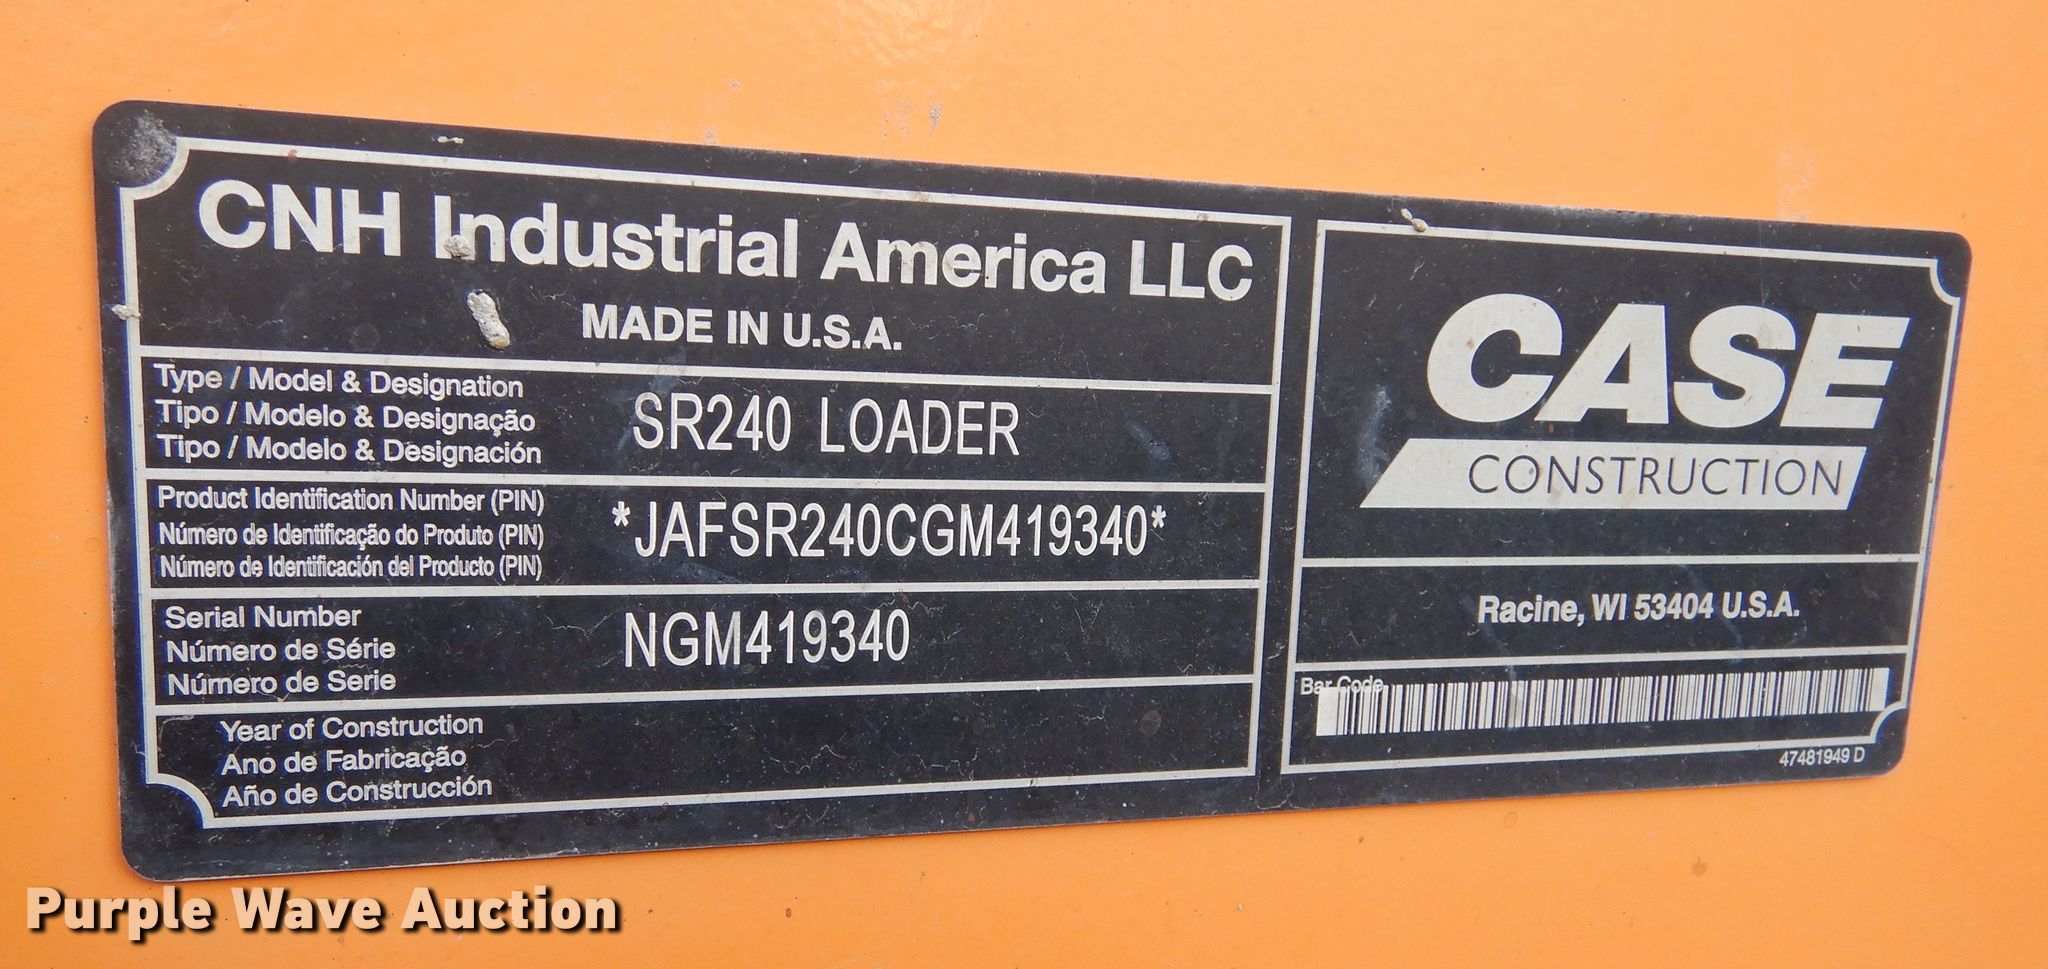 CNH Industrial America LLC
MADE IN U.S.A.
Type / Model & Designation
Tipo / Modelo & Designação
Tipo / Modelo & Designación
SR240 LOADER
Product Identification Number (PIN)
Número de Identificação do Produto (PIN)
Número de Identificación del Producto (PIN)
*JAFSR240CGM419340*
Serial Number
Número de Série
Número de Serie
NGM419340
Year of Construction
Ano de Fabricação
Año de Construcción
CASE
CONSTRUCTION
Racine, WI 53404 U.S.A.
Bar Code
47481949 D
Purple Wave Auction